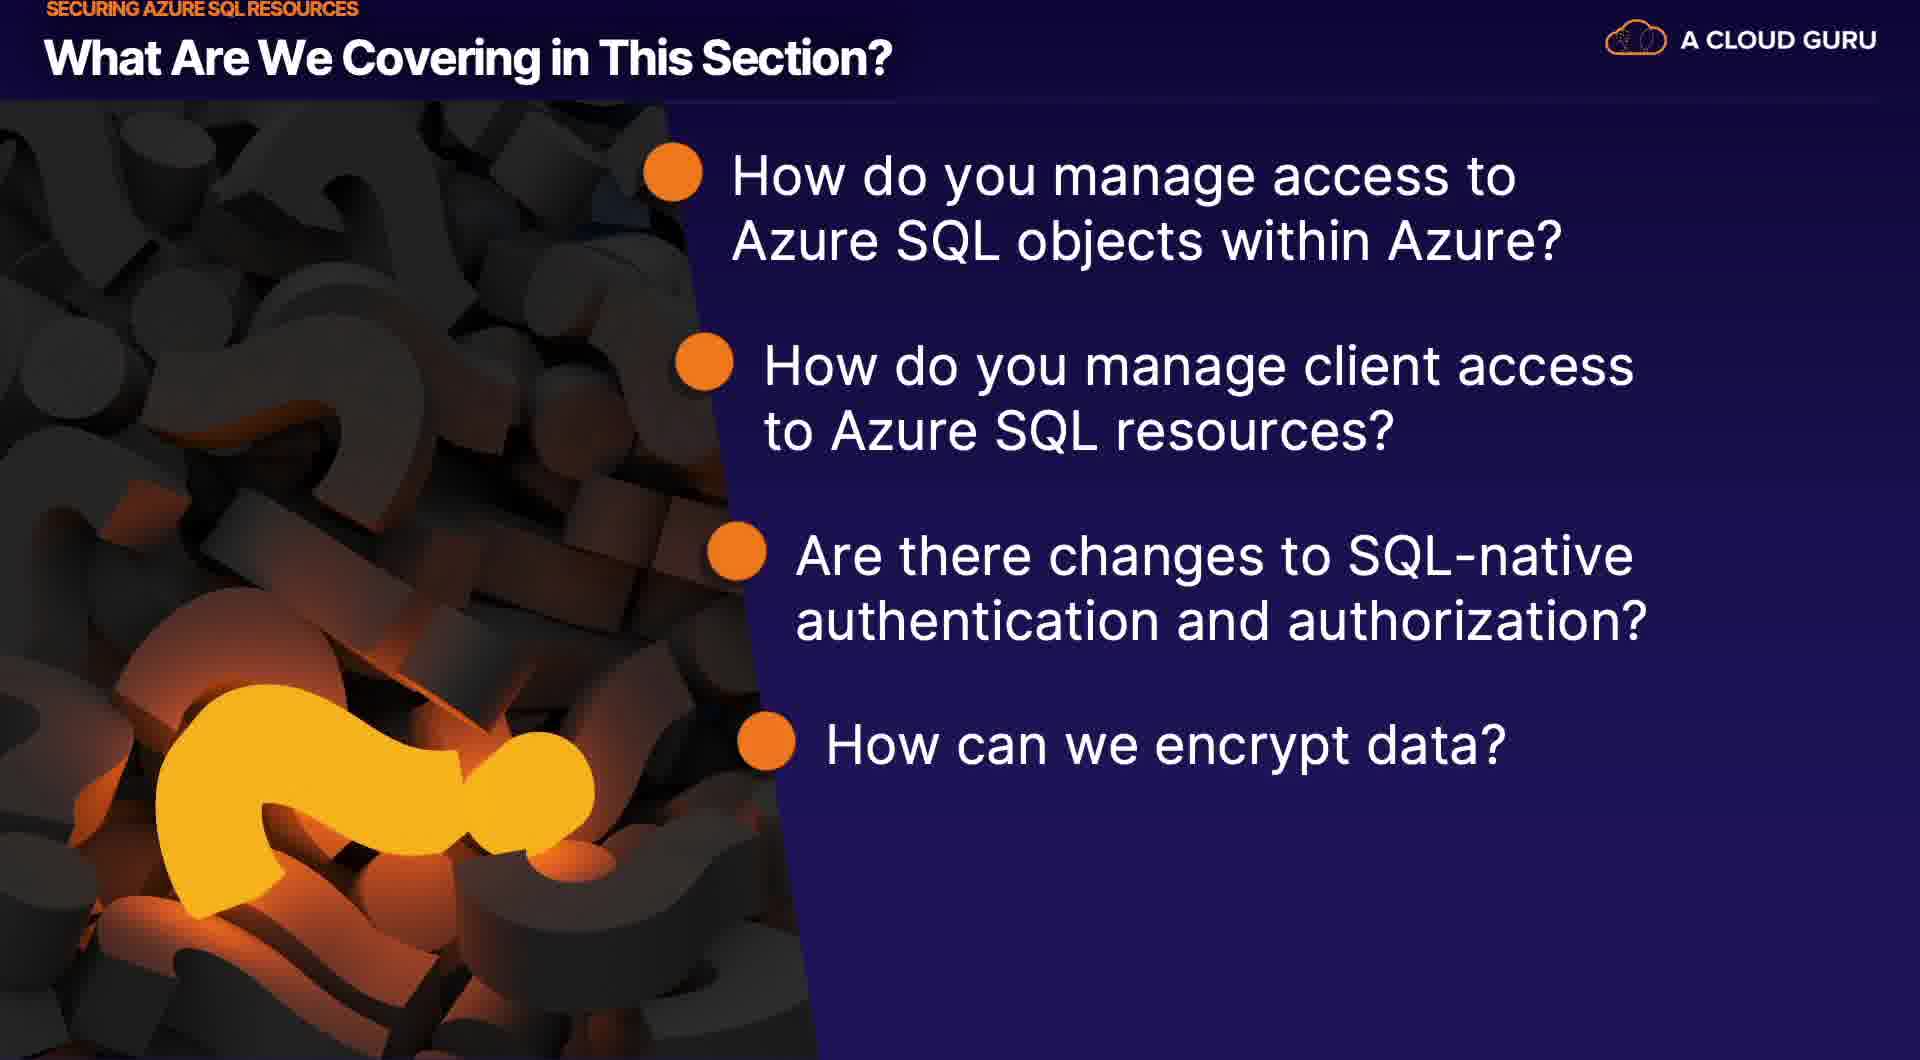 SECURING AZURE SQL RESOURCES
What Are We Covering in This Section?
A CLOUD GURU
How do you manage access to
Azure SQL objects within Azure?
How do you manage client access
to Azure SQL resources?
Are there changes to SQL-native
authentication and authorization?
How can we encrypt data?